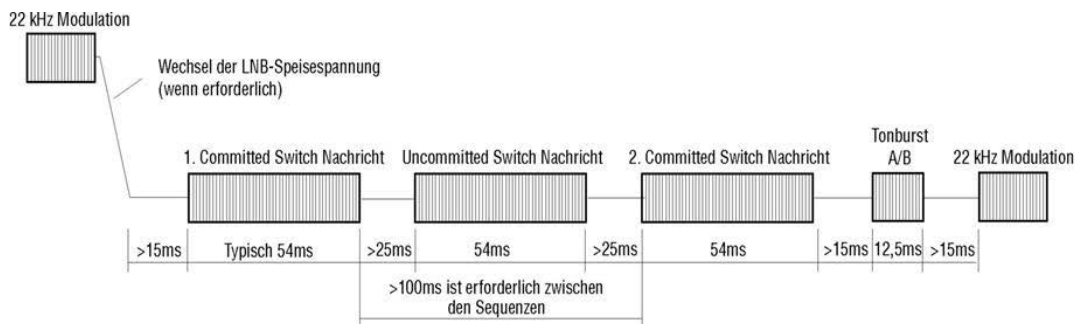 22 kHz Modulation
Wechsel der LNB-Speisespannung
(wenn erforderlich)
Tonburst
A/B
1. Committed Switch Nachricht
Uncommitted Switch Nachricht
2. Committed Switch Nachricht
22 kHz Modulation
>15ms
Typisch 54ms
>25ms
54ms
>25ms
54ms
>15ms
12,5ms
>15ms
>100ms ist erforderlich zwischen
den Sequenzen